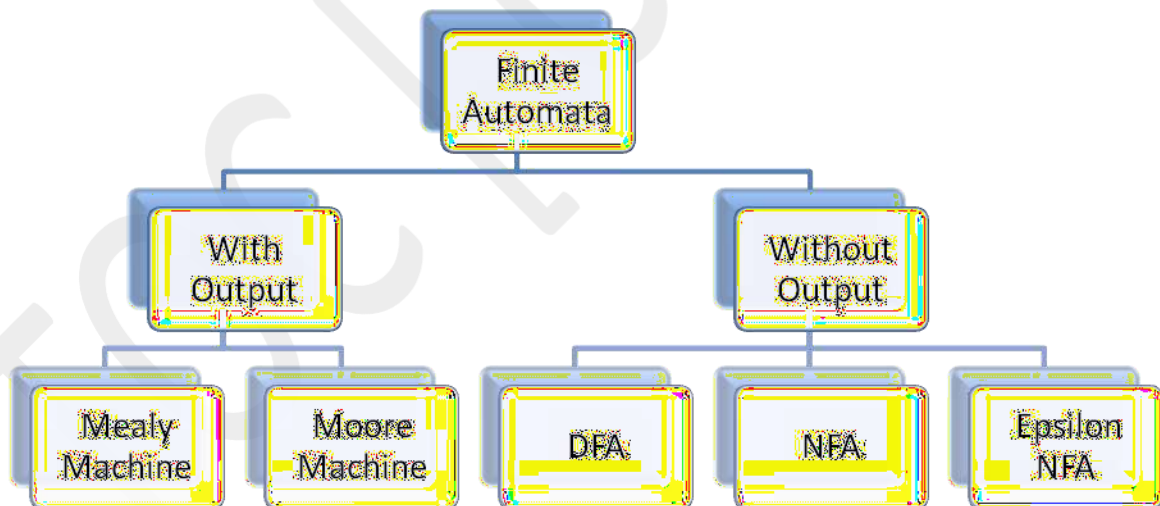 Finite
Automata
With
Output
Without
Output
Mealy
Machine
Moore
Machine
DFA
NFA
Epsilon
NFA